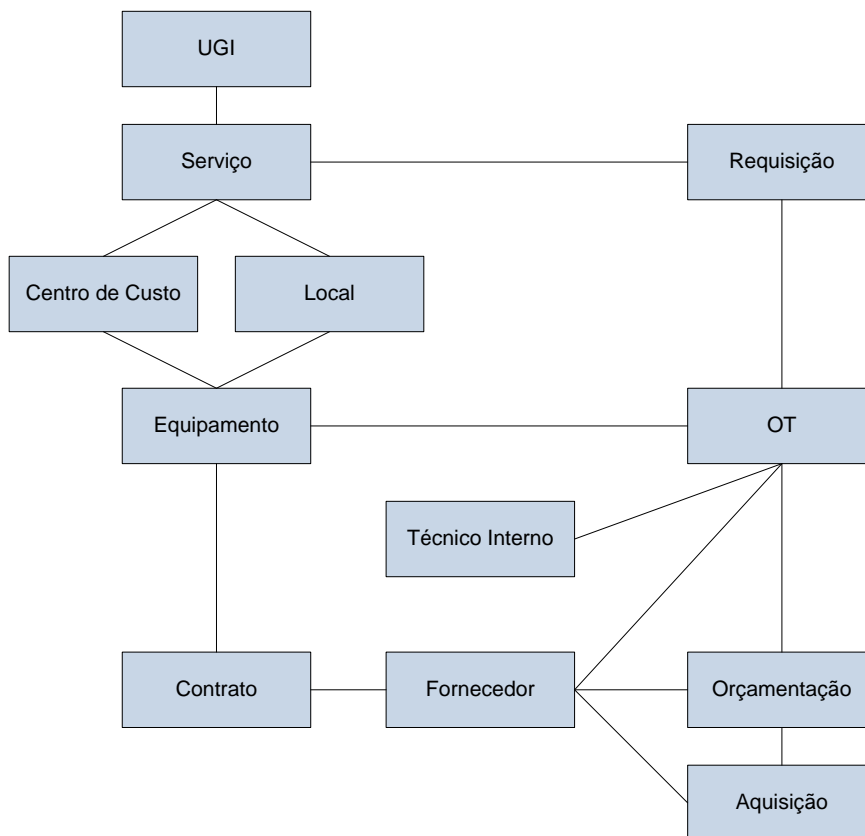 UGI
Serviço
Requisição
Centro de Custo
Local
Equipamento
OT
Técnico Interno
Contrato
Fornecedor
Orçamentação
Aquisição